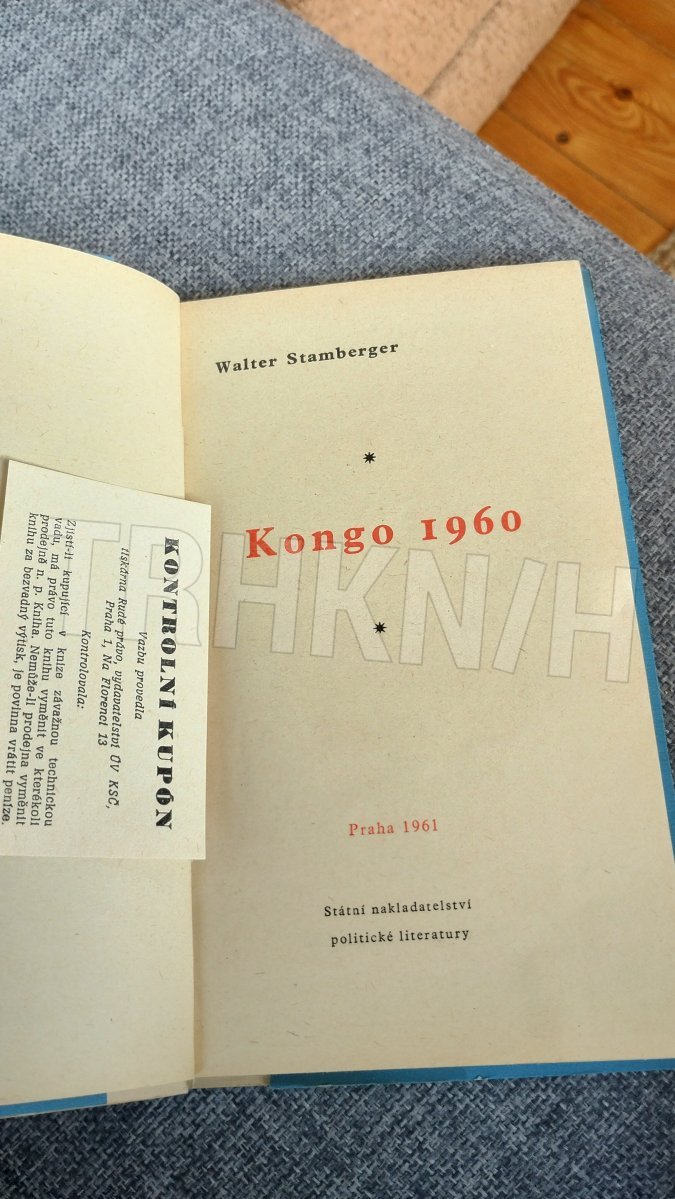 Walter Stamberger
Kongo 1960
Praha 1961
Státní nakladatelství
politické literatury
KONTROLNÍ KUPÓN
Vazbu provedla
tiskárna Rudé právo, vydavatelství ÚV KSČ,
Praha 1, Na Florenci 13
Kontrolovala:
Zjistí-li kupující v knize závažnou technickou
vadu, má právo tuto knihu vyměnit ve kterékoli
prodejně n. p. Kniha. Nemůže-li prodejna vyměnit
knihu za bezvadný výtisk, je povinna vrátit peníze.
TRHKNIH